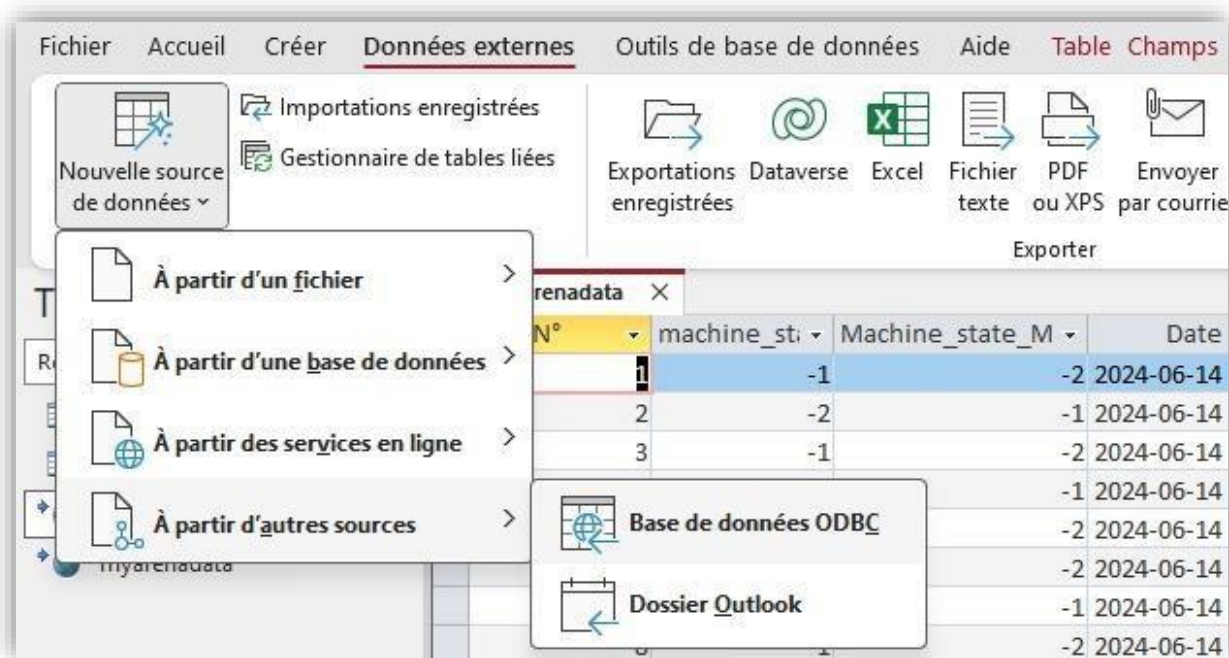 Fichier Accueil Créer Données externes Outils de base de données Aide Table Champs
Nouvelle source
de données
Importations enregistrées
Gestionnaire de tables liées
Exportations
enregistrées
Dataverse
Excel
Fichier
texte
PDF
ou XPS
Envoyer
par courrie
Exporter
À partir d'un fichier
À partir d'une base de données
À partir des services en ligne
À partir d'autres sources
Base de données ODBC
Dossier Outlook
T
Re
myarenadata
renadata
N° machine_sta Machine_state_M Date
1 -1 -2 2024-06-14
2 -2 -1 2024-06-14
3 -1 -2 2024-06-14
-1 2024-06-14
-2 2024-06-14
-2 2024-06-14
-1 2024-06-14
-2 2024-06-14